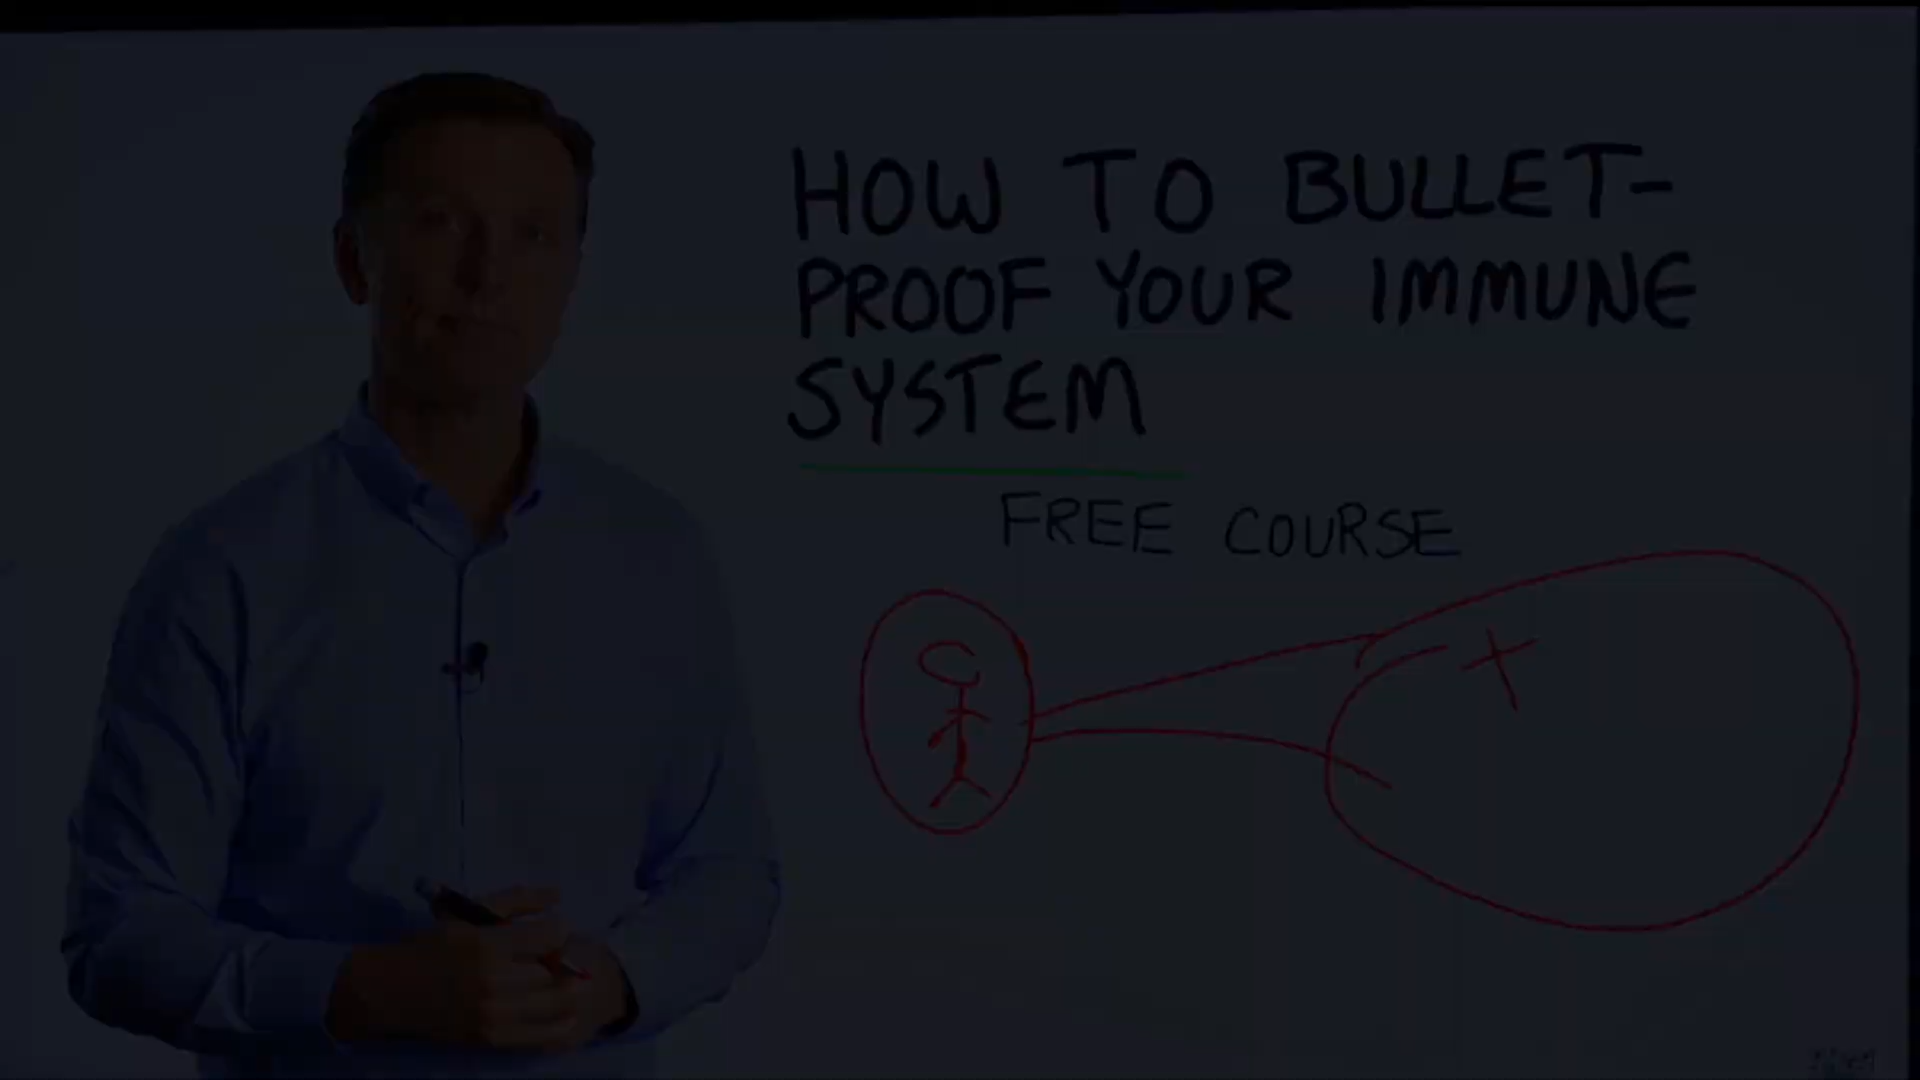 HOW TO BULLET-
PROOF YOUR IMMUNE
SYSTEM
FREE COURSE